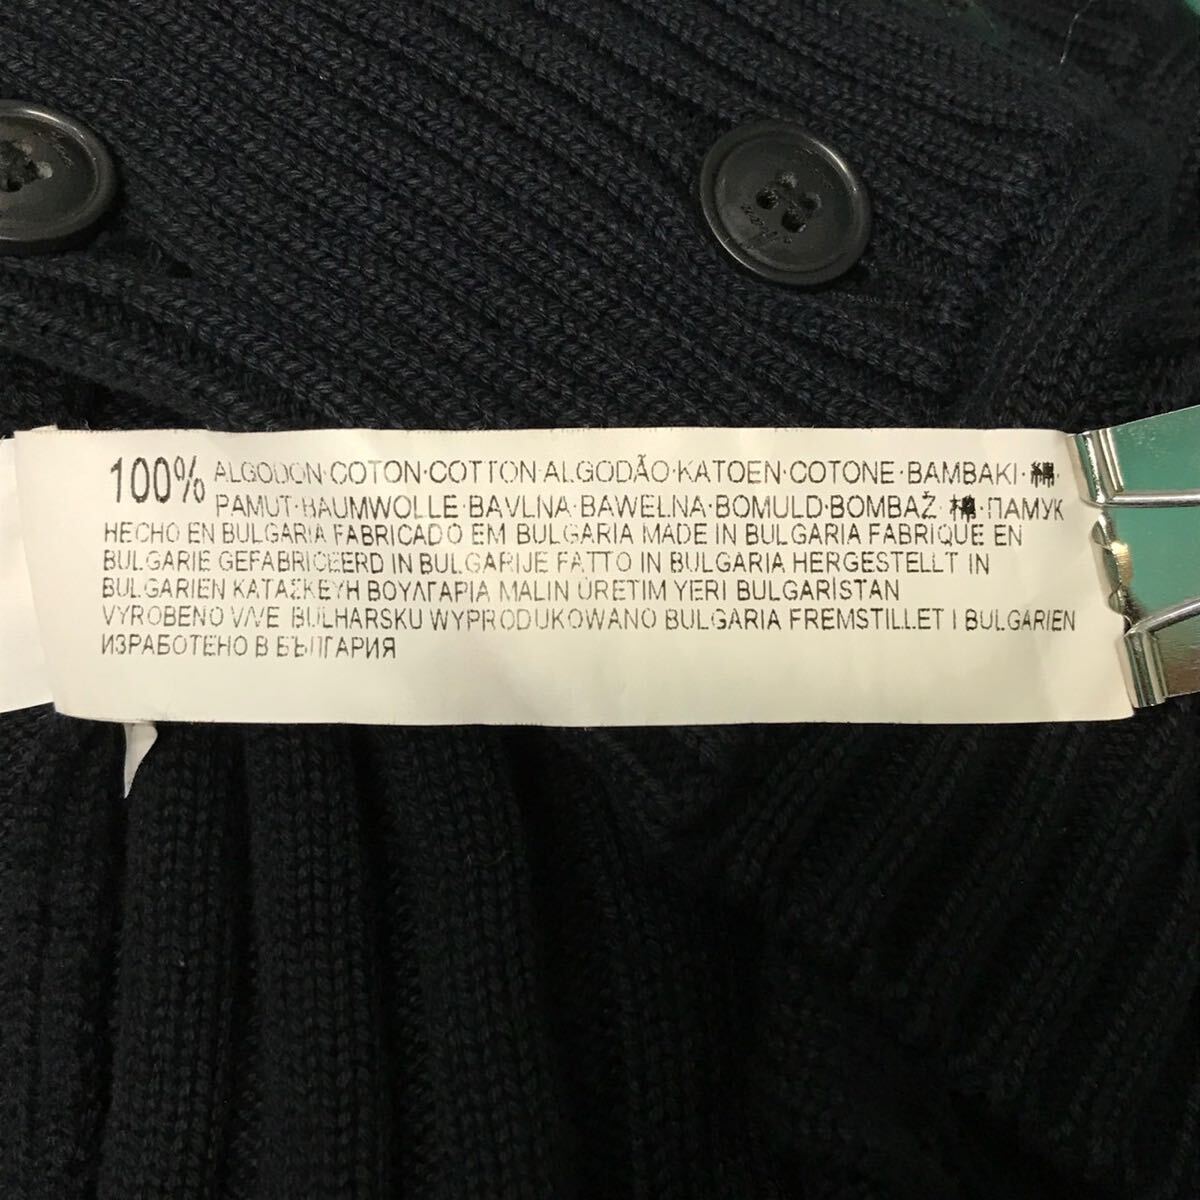 100% ALGODON·COTON·COTTON·ALGODÃO·KATOEN·COTONE·BAMBAKI·綿·
PAMUT·BAUMWOLLE·BAVLNA·BAWELNA·BOMULD·BOMBAŽ·棉·ПАМУК
HECHO EN BULGARIA FABRICADO EM BULGARIA MADE IN BULGARIA FABRIQUE EN
BULGARIE GEFABRICEERD IN BULGARIJE FATTO IN BULGARIA HERGESTELLT IN
BULGARIEN ΚΑΤΑΣΚΕΥΗ ΒΟΥΛΓΑΡΙΑ MALIN ÜRETIM YERI BULGARİSTAN
VYROBENO V/VE BULHARSKU WYPRODUKOWANO BULGARIA FREMSTILLET I BULGARIEN
ИЗРАБОТЕНО В БЪЛГАРИЯ